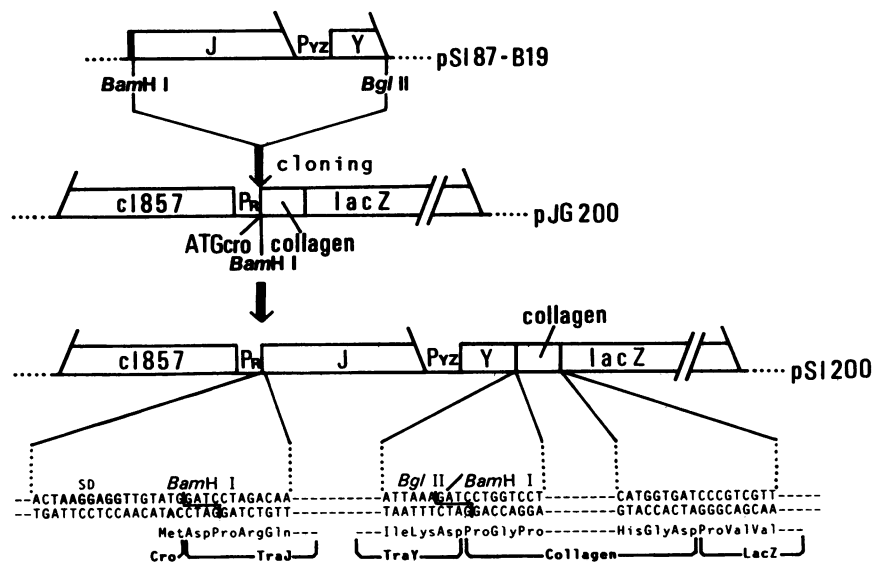 J PYZ Y pSI87-B19
BamH I Bgl II
cloning
cI857 PR lacZ pJG200
ATGcro collagen
BamH I
collagen
cI857 PR J PYZ Y lacZ pSI200
SD BamH I Bgl II BamH I
ACTAAGGAGGTTGTATGGATCCTAGACAA ATTAAAGATCCTGGTCCT CATGGTGATCCCGTCGTT
TGATTCCTCCAACATACCTAGGATCTGTT TAATTTCTAGGACCAGGA GTACCACTAGGGCAGCAA
MetAspProArgGln IleLysAspProGlyPro HisGlyAspProValVal
Cro TraJ TraY Collagen LacZ